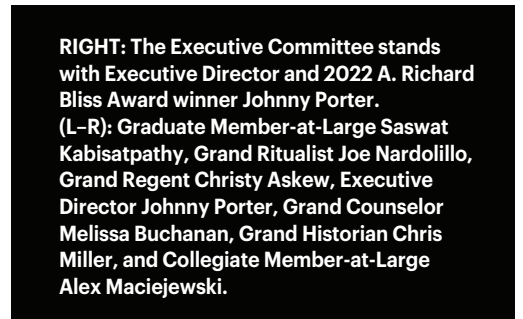 RIGHT: The Executive Committee stands
with Executive Director and 2022 A. Richard
Bliss Award winner Johnny Porter.
(L–R): Graduate Member-at-Large Saswat
Kabisatpathy, Grand Ritualist Joe Nardolillo,
Grand Regent Christy Askew, Executive
Director Johnny Porter, Grand Counselor
Melissa Buchanan, Grand Historian Chris
Miller, and Collegiate Member-at-Large
Alex Maciejewski.